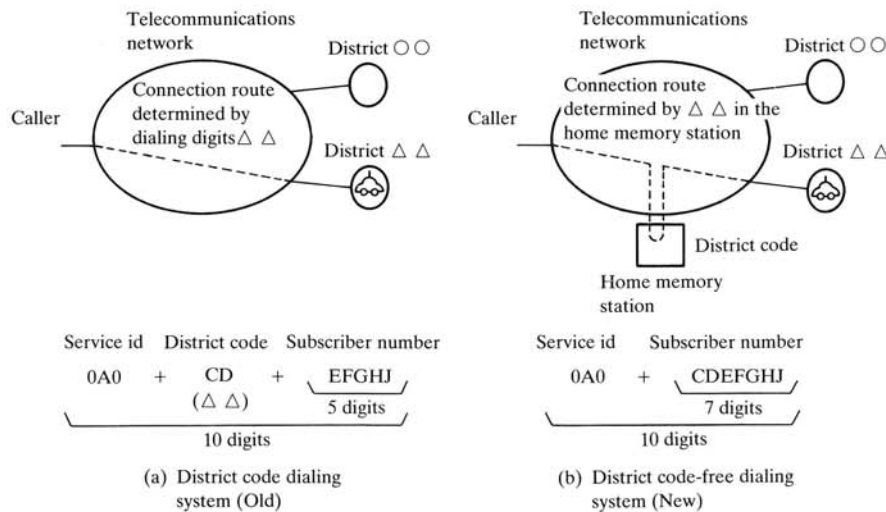 Telecommunications
network
District ○○
Connection route
determined by
dialing digits △ △
Caller
District △ △
Service id District code Subscriber number
0A0 + CD + EFGHJ
(△ △)
5 digits
10 digits
(a) District code dialing
system (Old)
Telecommunications
network
District ○○
Connection route
determined by △ △ in the
home memory station
Caller
District △ △
District code
Home memory
station
Service id Subscriber number
0A0 + CDEFGHJ
7 digits
10 digits
(b) District code-free dialing
system (New)